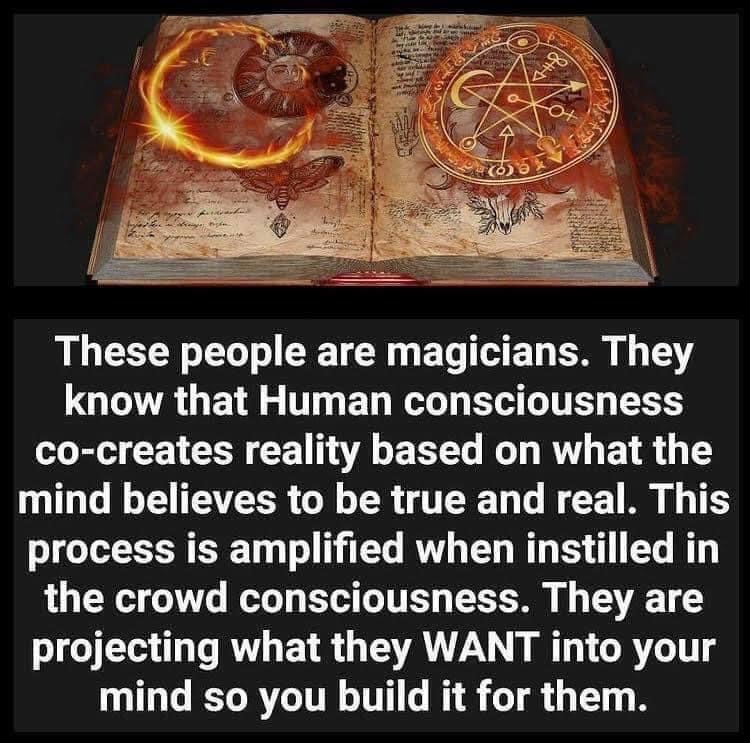 These people are magicians. They
know that Human consciousness
co-creates reality based on what the
mind believes to be true and real. This
process is amplified when instilled in
the crowd consciousness. They are
projecting what they WANT into your
mind so you build it for them.